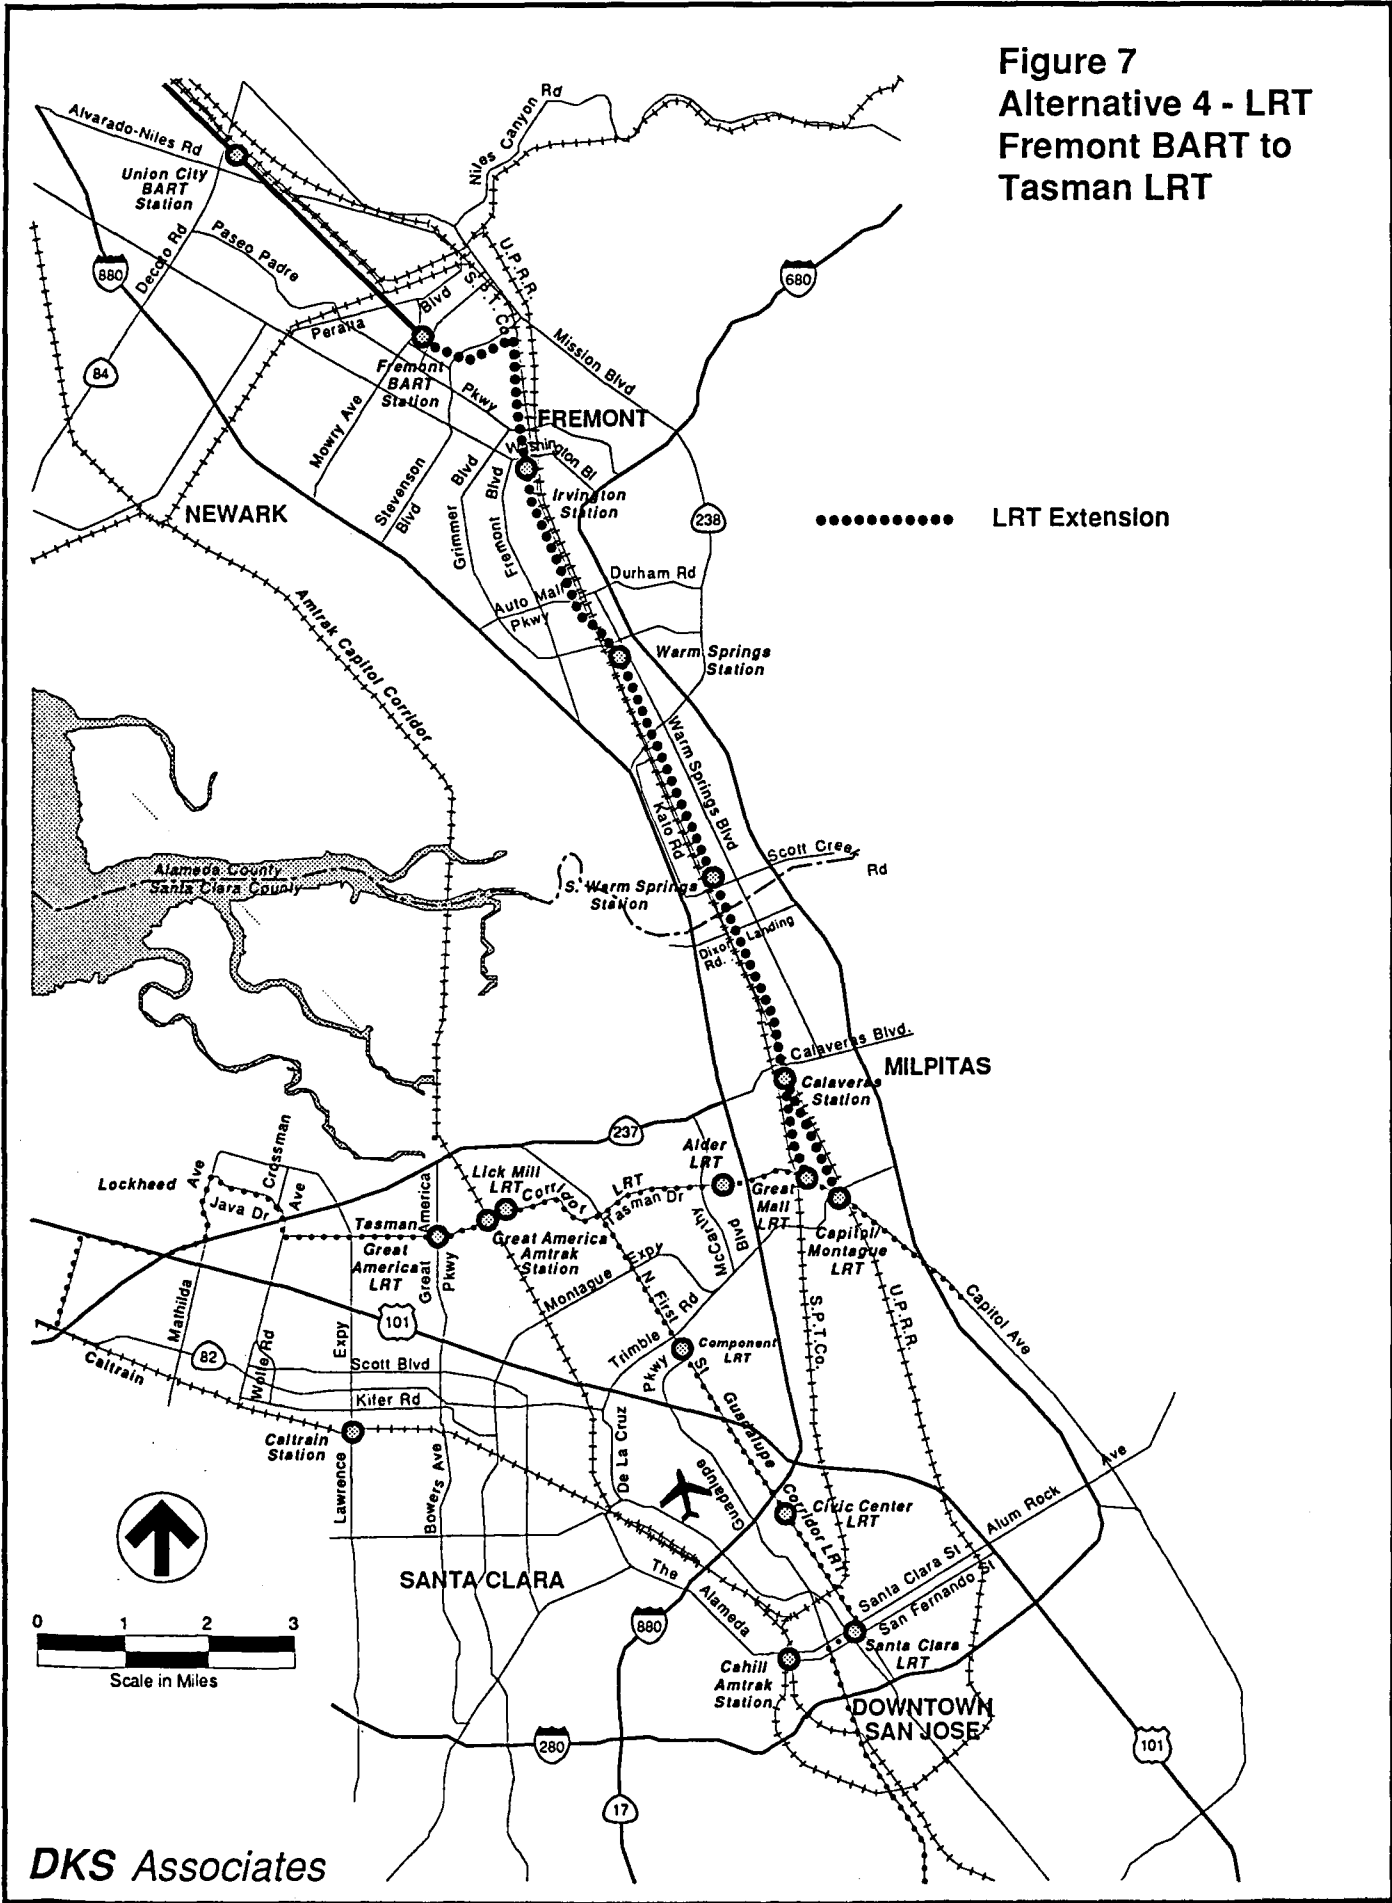 Figure 7
Alternative 4 - LRT
Fremont BART to
Tasman LRT
Niles Canyon Rd
Alvarado-Niles Rd
Union City
BART
Station
Decoto Rd
Paseo Padre
U.P.R.R.
880
680
S.P.T.Co.
Blvd
Peralta
Mission Blvd
84
Fremont
BART
Station
Pkwy
Mowry Ave
FREMONT
Washington Bl
Stevenson
Blvd
Grimmer
Blvd
Fremont
Blvd
Irvington
Station
NEWARK
238
LRT Extension
Durham Rd
Auto Mall
Pkwy
Amtrak Capitol Corridor
Warm Springs
Station
Warm Springs Blvd
Kato Rd
Scott Creek
Rd
Alameda County
Santa Clara County
S. Warm Springs
Station
Dixon Landing
Rd.
Calaveras Blvd.
MILPITAS
Calaveras
Station
237
Crossman
Ave
Lockheed
Ave
Java Dr
Alder
LRT
Lick Mill
LRT
Corridor
LRT
Tasman Dr
Great
Mall
LRT
Tasman
Great America
Pkwy
Great
America
LRT
Great America
Amtrak
Station
McCarthy
Blvd
Capitol/
Montague
LRT
Montague
Expy
N First
St
Mathilda
101
Expy
Trimble
Rd
Component
LRT
S.P.T.Co.
U.P.R.R.
Capitol Ave
82
Wolfe Rd
Scott Blvd
Caltrain
Kifer Rd
Pkwy
Guadalupe
Corridor LRT
Caltrain
Station
Lawrence
Bowers Ave
De La Cruz
Guadalupe
Civic Center
LRT
Alum Rock
Ave
SANTA CLARA
The Alameda
Santa Clara St
San Fernando St
0 1 2 3
Scale in Miles
880
Santa Clara
LRT
Cahill
Amtrak
Station
DOWNTOWN
SAN JOSE
280
101
17
DKS Associates